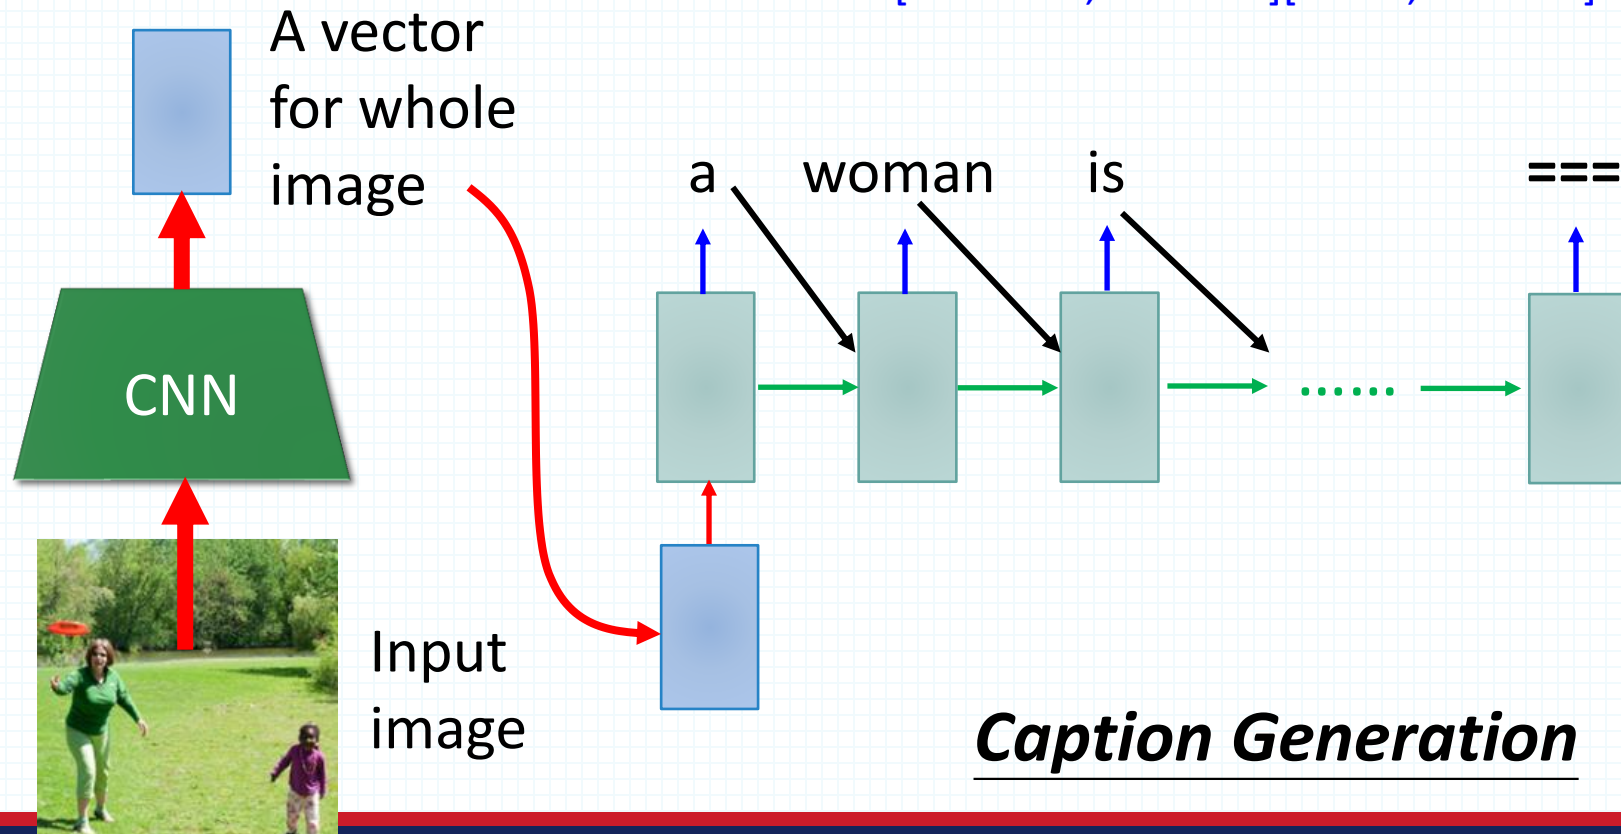 A vector
for whole
image
a
woman
is
===
CNN
......
Input
image
Caption Generation